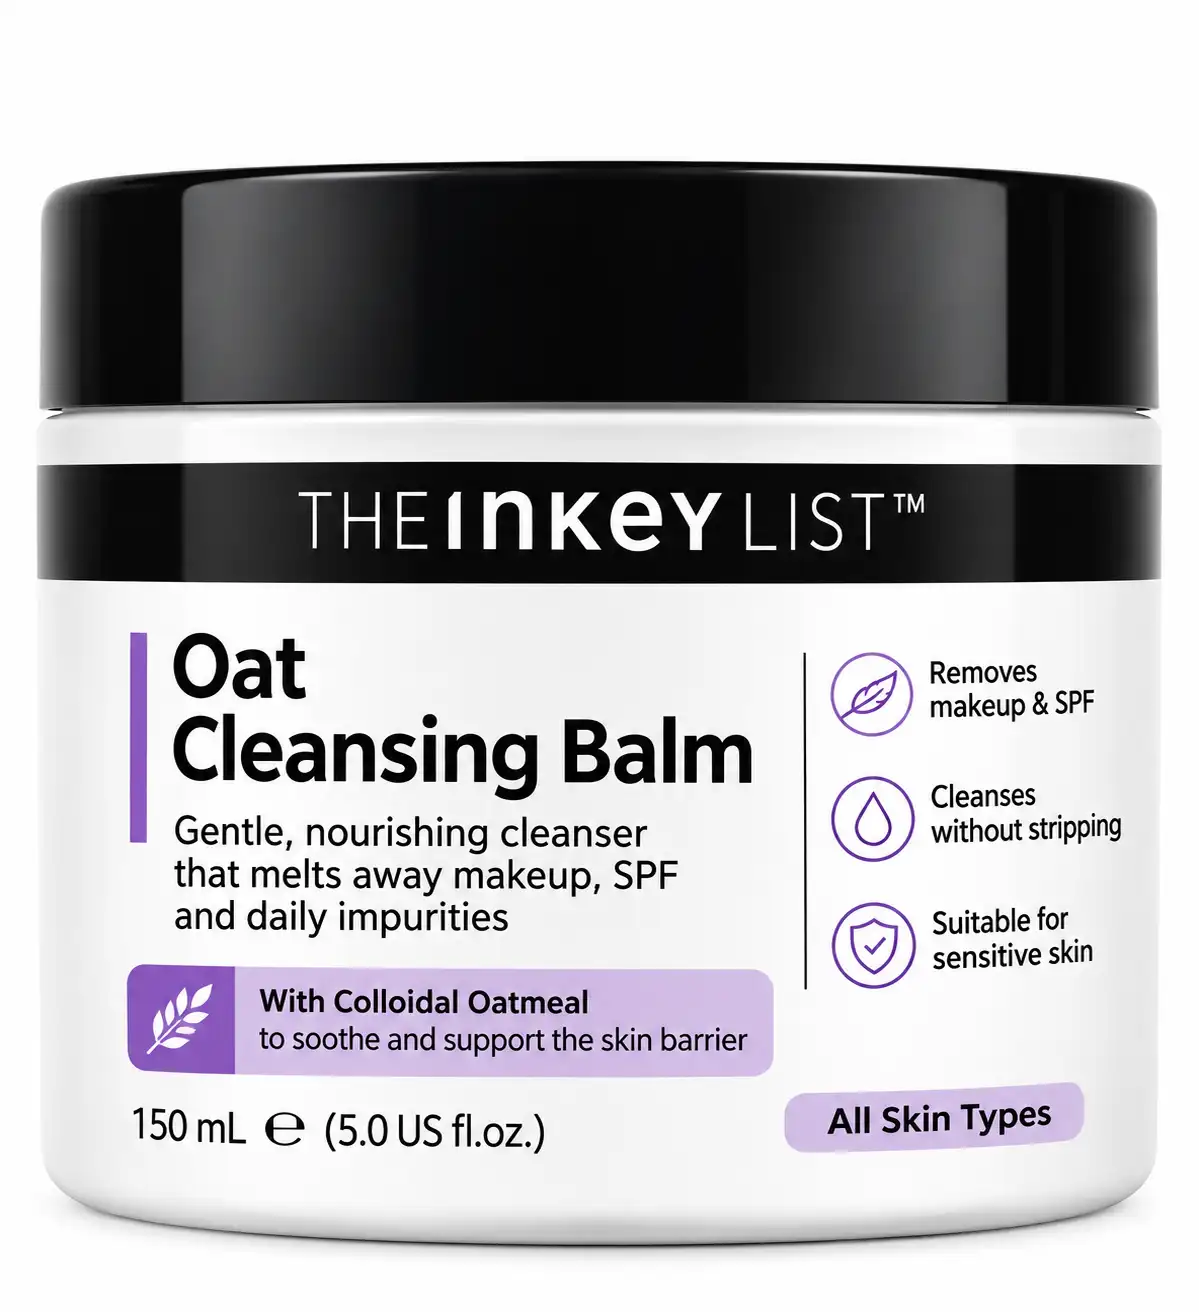 THE INKEY LIST™
Oat
Cleansing Balm
Gentle, nourishing cleanser
that melts away makeup, SPF
and daily impurities
With Colloidal Oatmeal
to soothe and support the skin barrier
150 mL ℮ (5.0 US fl.oz.)
Removes
makeup & SPF
Cleanses
without stripping
Suitable for
sensitive skin
All Skin Types